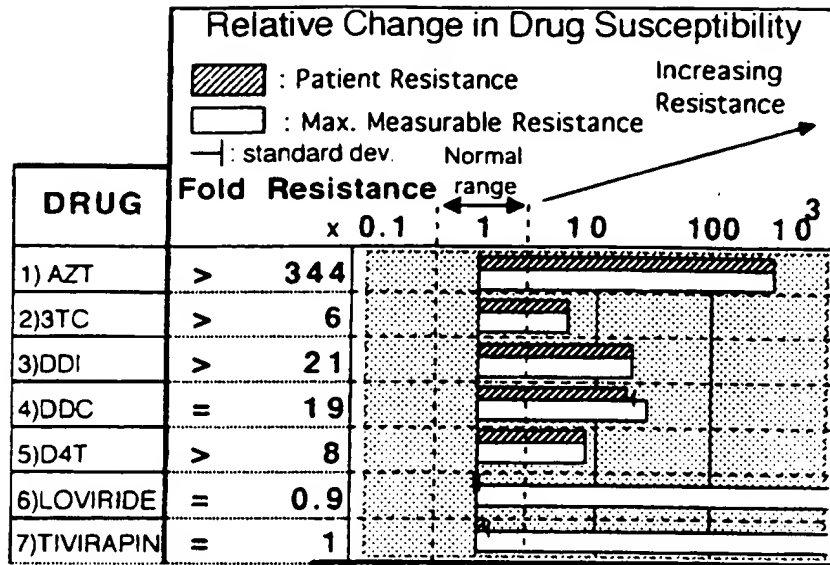 Relative Change in Drug Susceptibility
: Patient Resistance
Increasing
Resistance
: Max. Measurable Resistance
: standard dev.
Normal
range
DRUG
Fold Resistance
x 0.1 1 10 100 10³
1) AZT > 344
2)3TC > 6
3)DDI > 21
4)DDC = 19
5)D4T > 8
6)LOVIRIDE = 0.9
7)TIVIRAPIN = 1